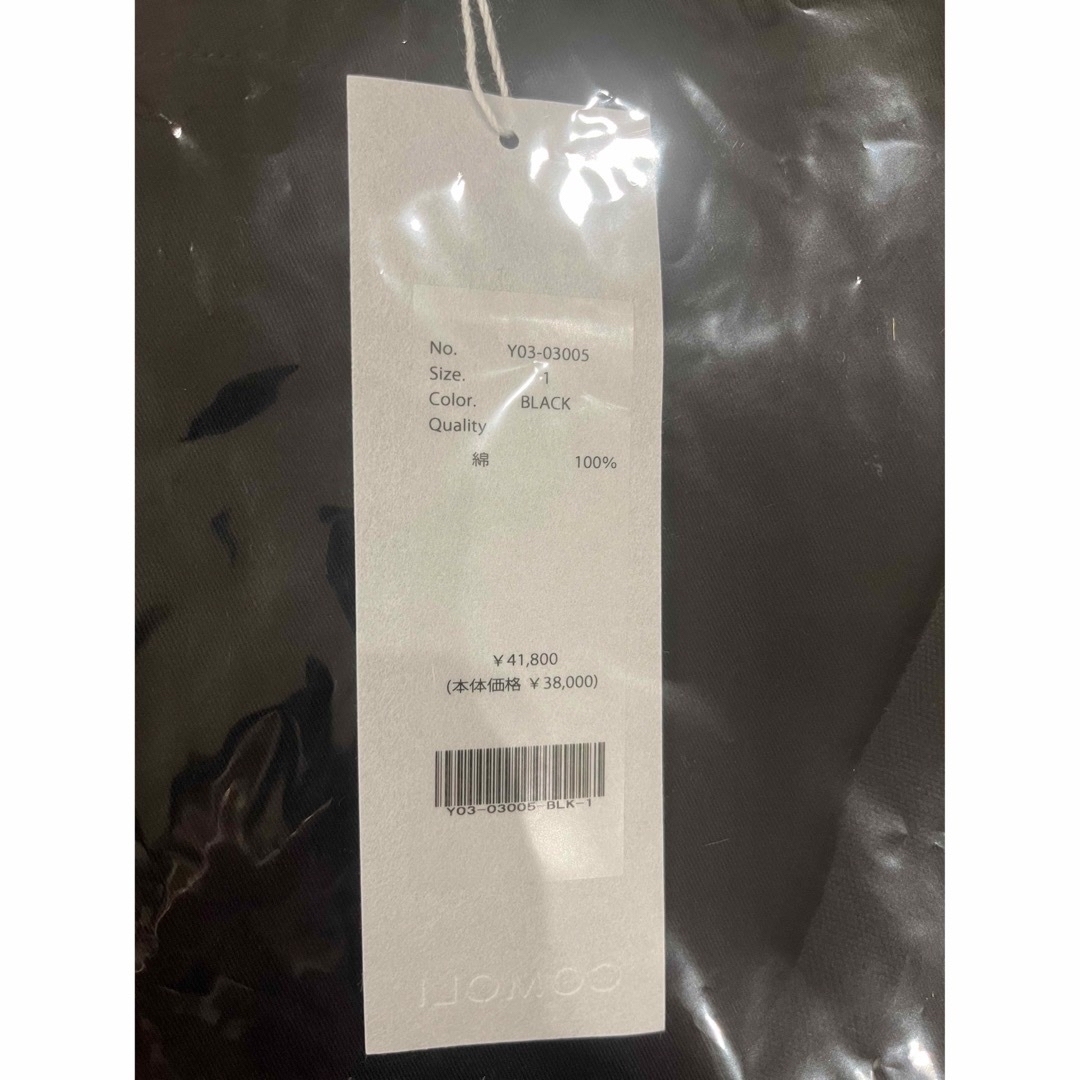 No. Y03-03005
Size. 1
Color. BLACK
Quality
綿 100%
￥41,800
(本体価格 ￥38,000)
Y03-03005-BLK-1
COMOLI